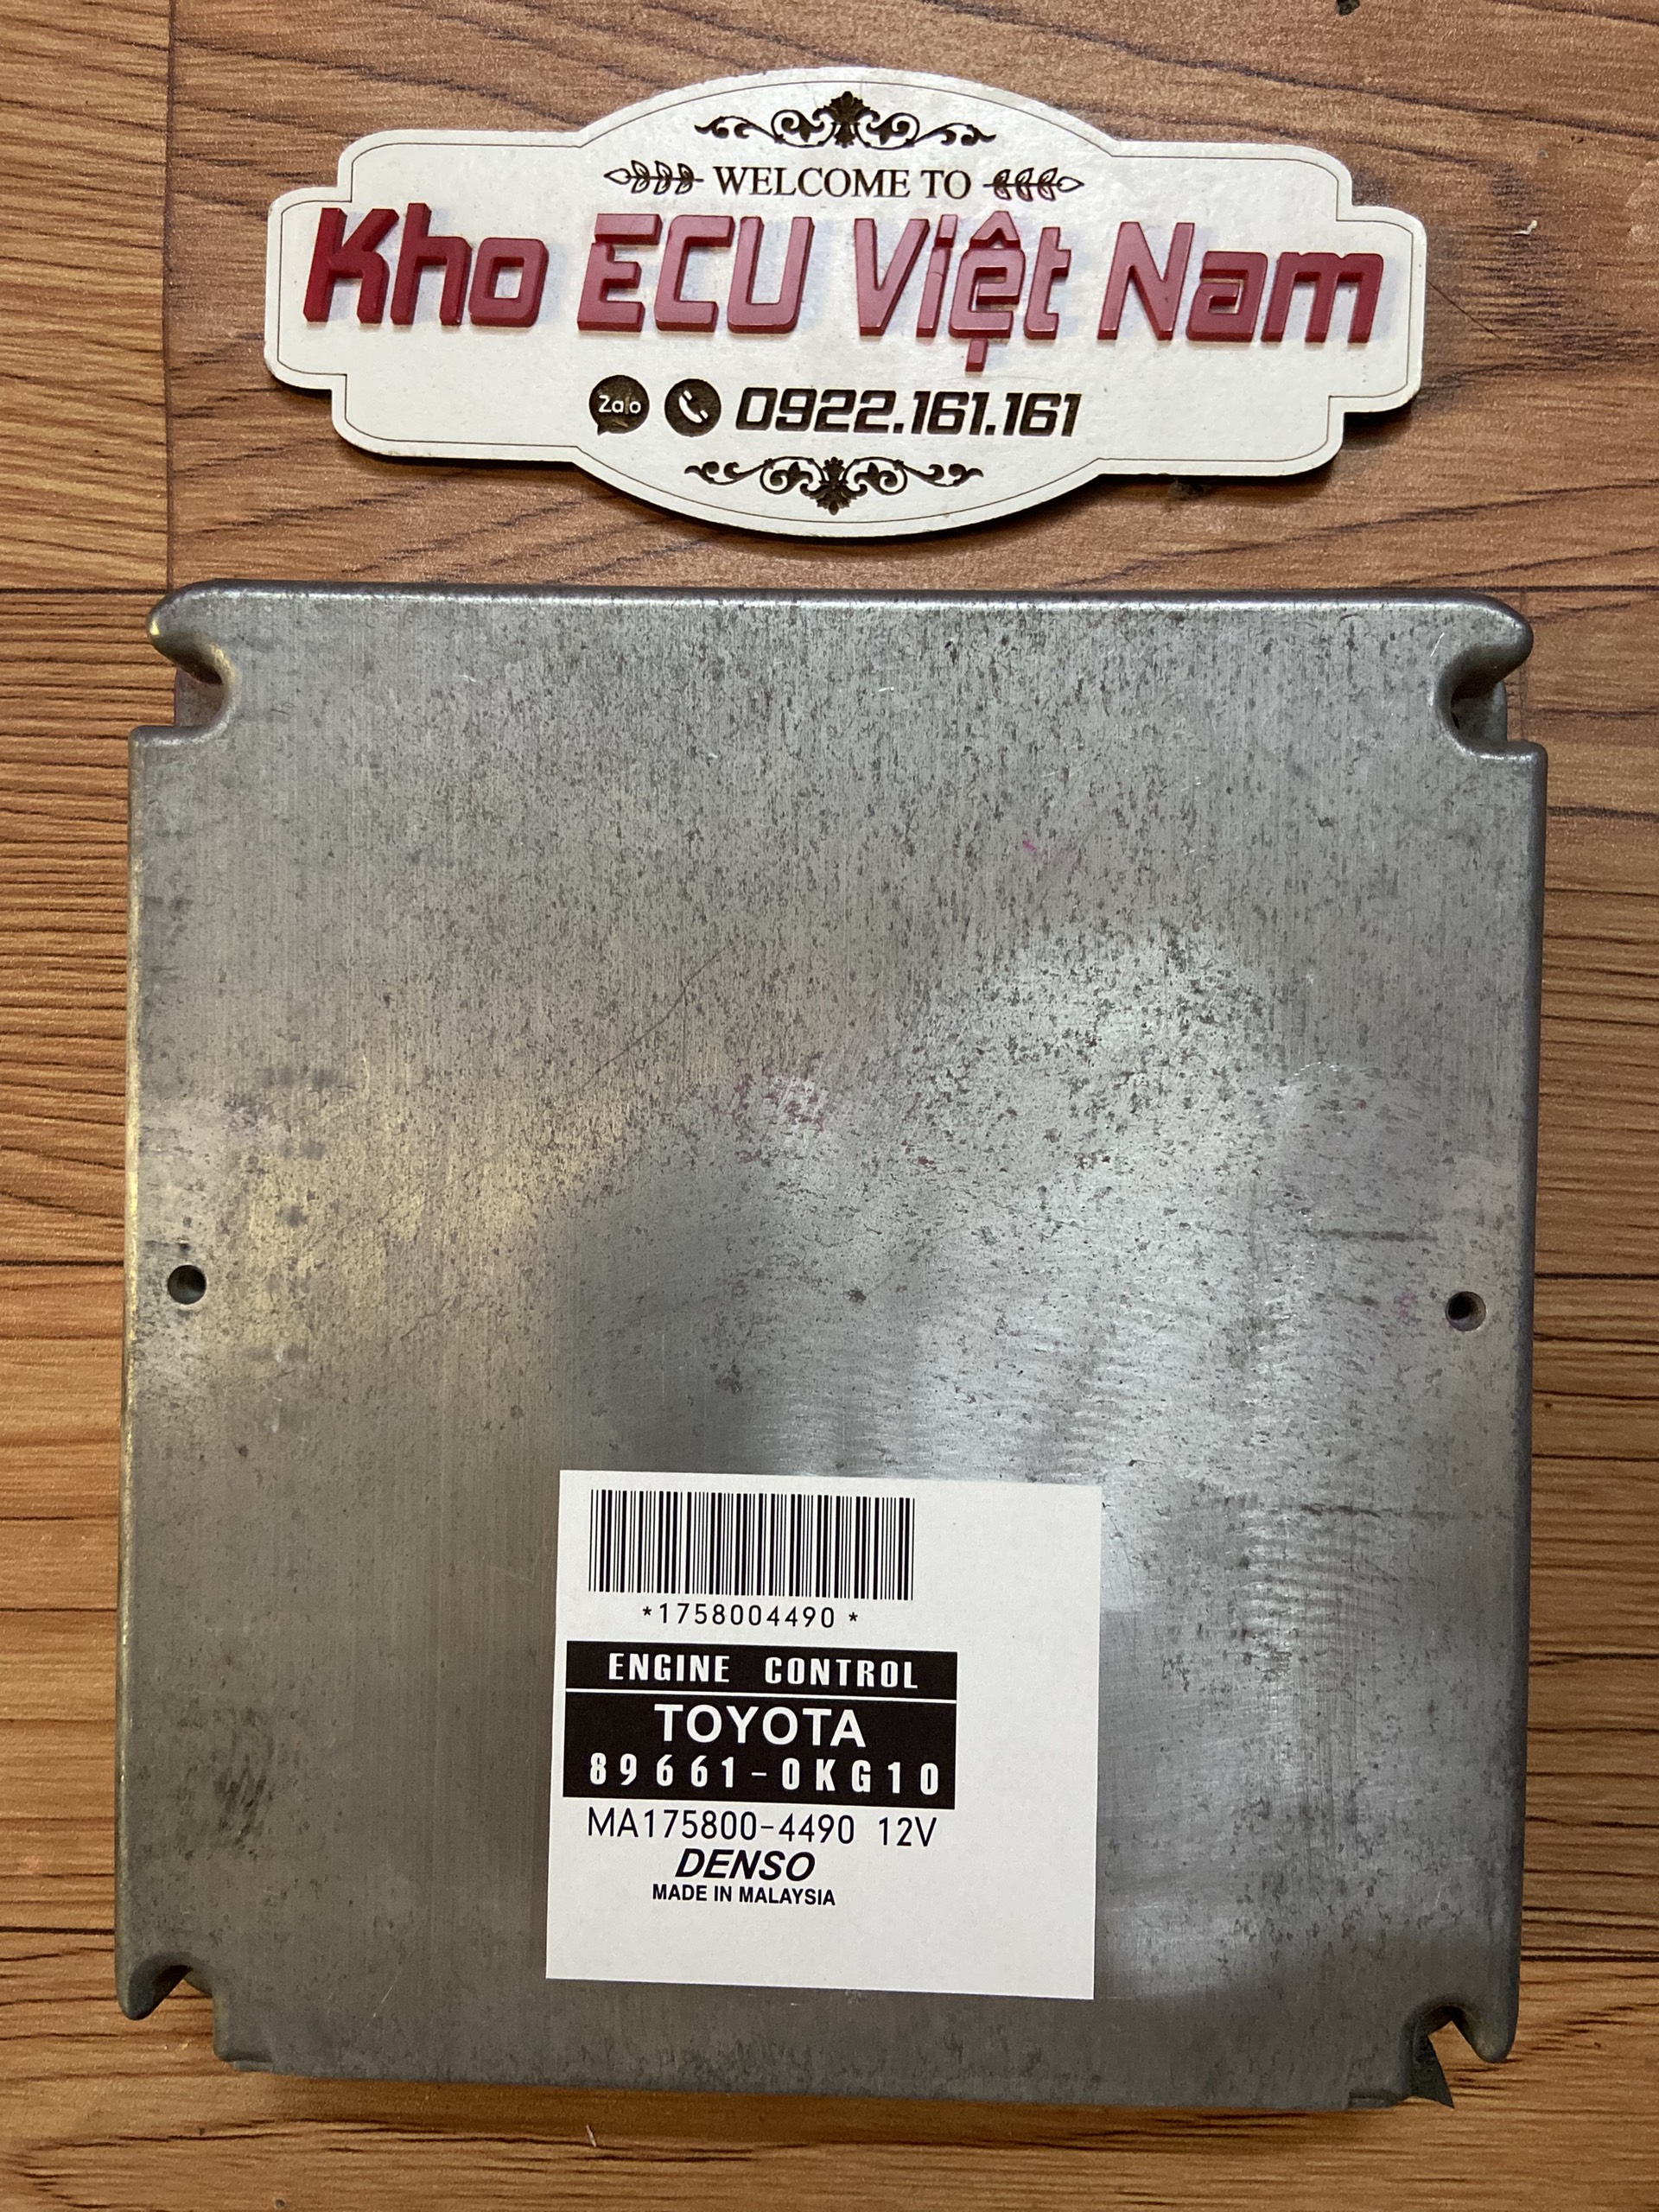 WELCOME TO
Kho ECU Việt Nam
Zalo 0922.161.161
*1758004490*
ENGINE CONTROL
TOYOTA
89661-0KG10
MA175800-4490 12V
DENSO
MADE IN MALAYSIA